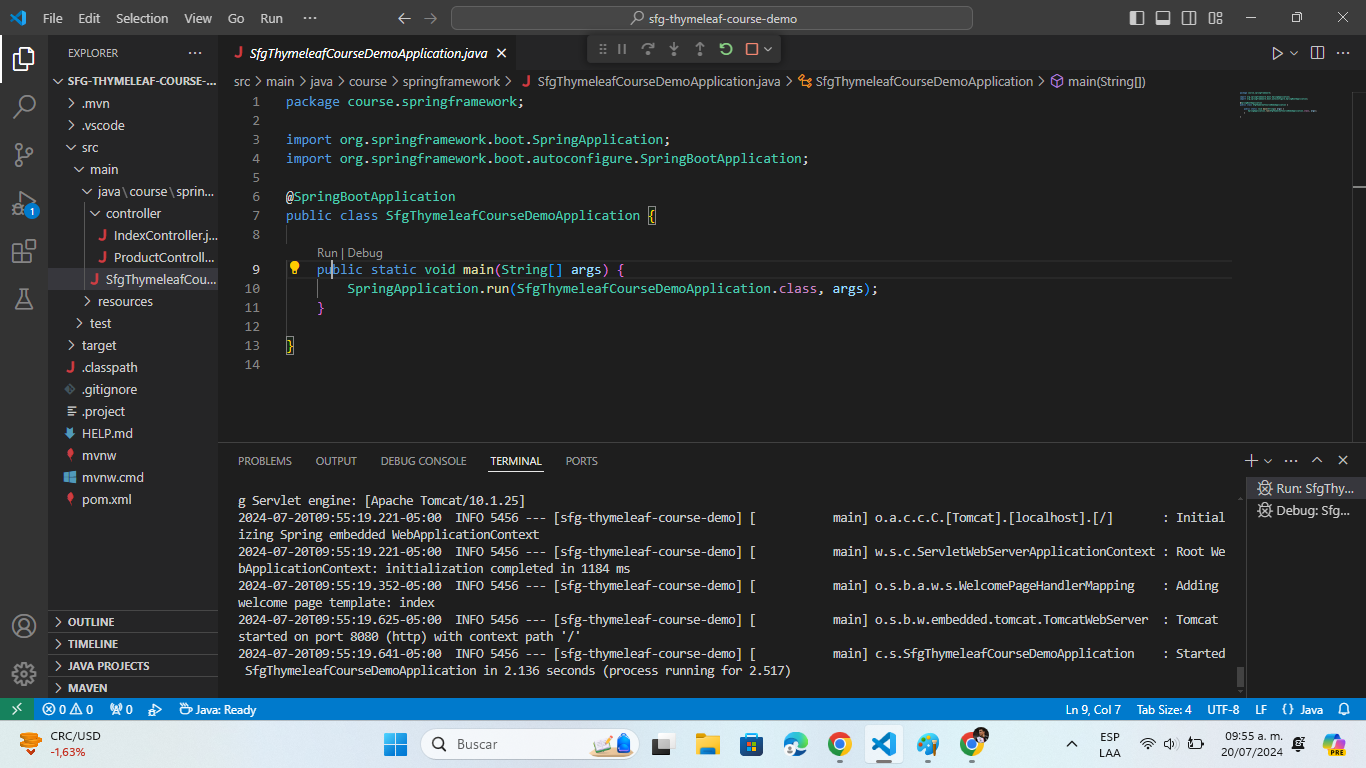 File Edit Selection View Go Run ···
sfg-thymeleaf-course-demo
EXPLORER
SFG-THYMELEAF-COURSE-...
.mvn
.vscode
src
main
java\course\sprin...
controller
IndexController.j...
ProductControll...
SfgThymeleafCou...
resources
test
target
.classpath
.gitignore
.project
HELP.md
mvnw
mvnw.cmd
pom.xml
OUTLINE
TIMELINE
JAVA PROJECTS
MAVEN
1
SfgThymeleafCourseDemoApplication.java
src > main > java > course > springframework > SfgThymeleafCourseDemoApplication.java > SfgThymeleafCourseDemoApplication > main(String[])
1 package course.springframework;
2
3 import org.springframework.boot.SpringApplication;
4 import org.springframework.boot.autoconfigure.SpringBootApplication;
5
6 @SpringBootApplication
7 public class SfgThymeleafCourseDemoApplication {
8
Run | Debug
9 public static void main(String[] args) {
10 SpringApplication.run(SfgThymeleafCourseDemoApplication.class, args);
11 }
12
13 }
14
PROBLEMS OUTPUT DEBUG CONSOLE TERMINAL PORTS
g Servlet engine: [Apache Tomcat/10.1.25]
2024-07-20T09:55:19.221-05:00 INFO 5456 --- [sfg-thymeleaf-course-demo] [ main] o.a.c.c.C.[Tomcat].[localhost].[/] : Initial
izing Spring embedded WebApplicationContext
2024-07-20T09:55:19.221-05:00 INFO 5456 --- [sfg-thymeleaf-course-demo] [ main] w.s.c.ServletWebServerApplicationContext : Root We
bApplicationContext: initialization completed in 1184 ms
2024-07-20T09:55:19.352-05:00 INFO 5456 --- [sfg-thymeleaf-course-demo] [ main] o.s.b.a.w.s.WelcomePageHandlerMapping : Adding
welcome page template: index
2024-07-20T09:55:19.625-05:00 INFO 5456 --- [sfg-thymeleaf-course-demo] [ main] o.s.b.w.embedded.tomcat.TomcatWebServer : Tomcat
started on port 8080 (http) with context path '/'
2024-07-20T09:55:19.641-05:00 INFO 5456 --- [sfg-thymeleaf-course-demo] [ main] c.s.SfgThymeleafCourseDemoApplication : Started
SfgThymeleafCourseDemoApplication in 2.136 seconds (process running for 2.517)
Run: SfgThy...
Debug: Sfg...
0 0 0 Java: Ready
Ln 9, Col 7 Tab Size: 4 UTF-8 LF {} Java
CRC/USD
-1,63%
Buscar
PRE
ESP
LAA
09:55 a. m.
20/07/2024